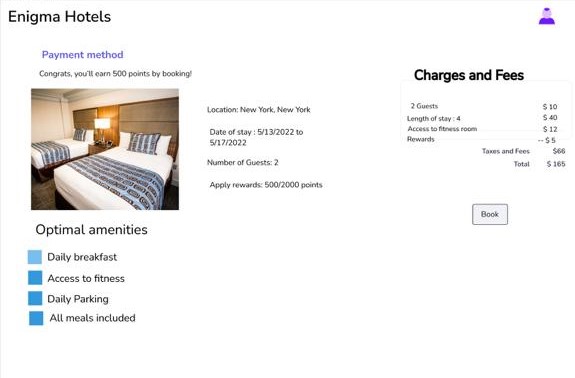 Enigma Hotels
Payment method
Congrats, you'll earn 500 points by booking!
Location: New York, New York
Date of stay : 5/13/2022 to
5/17/2022
Number of Guests: 2
Apply rewards: 500/2000 points
Charges and Fees
2 Guests $ 10
Length of stay : 4 $ 40
Access to fitness room $ 12
Rewards -- $ 5
Taxes and Fees $66
Total $ 165
Book
Optimal amenities
Daily breakfast
Access to fitness
Daily Parking
All meals included